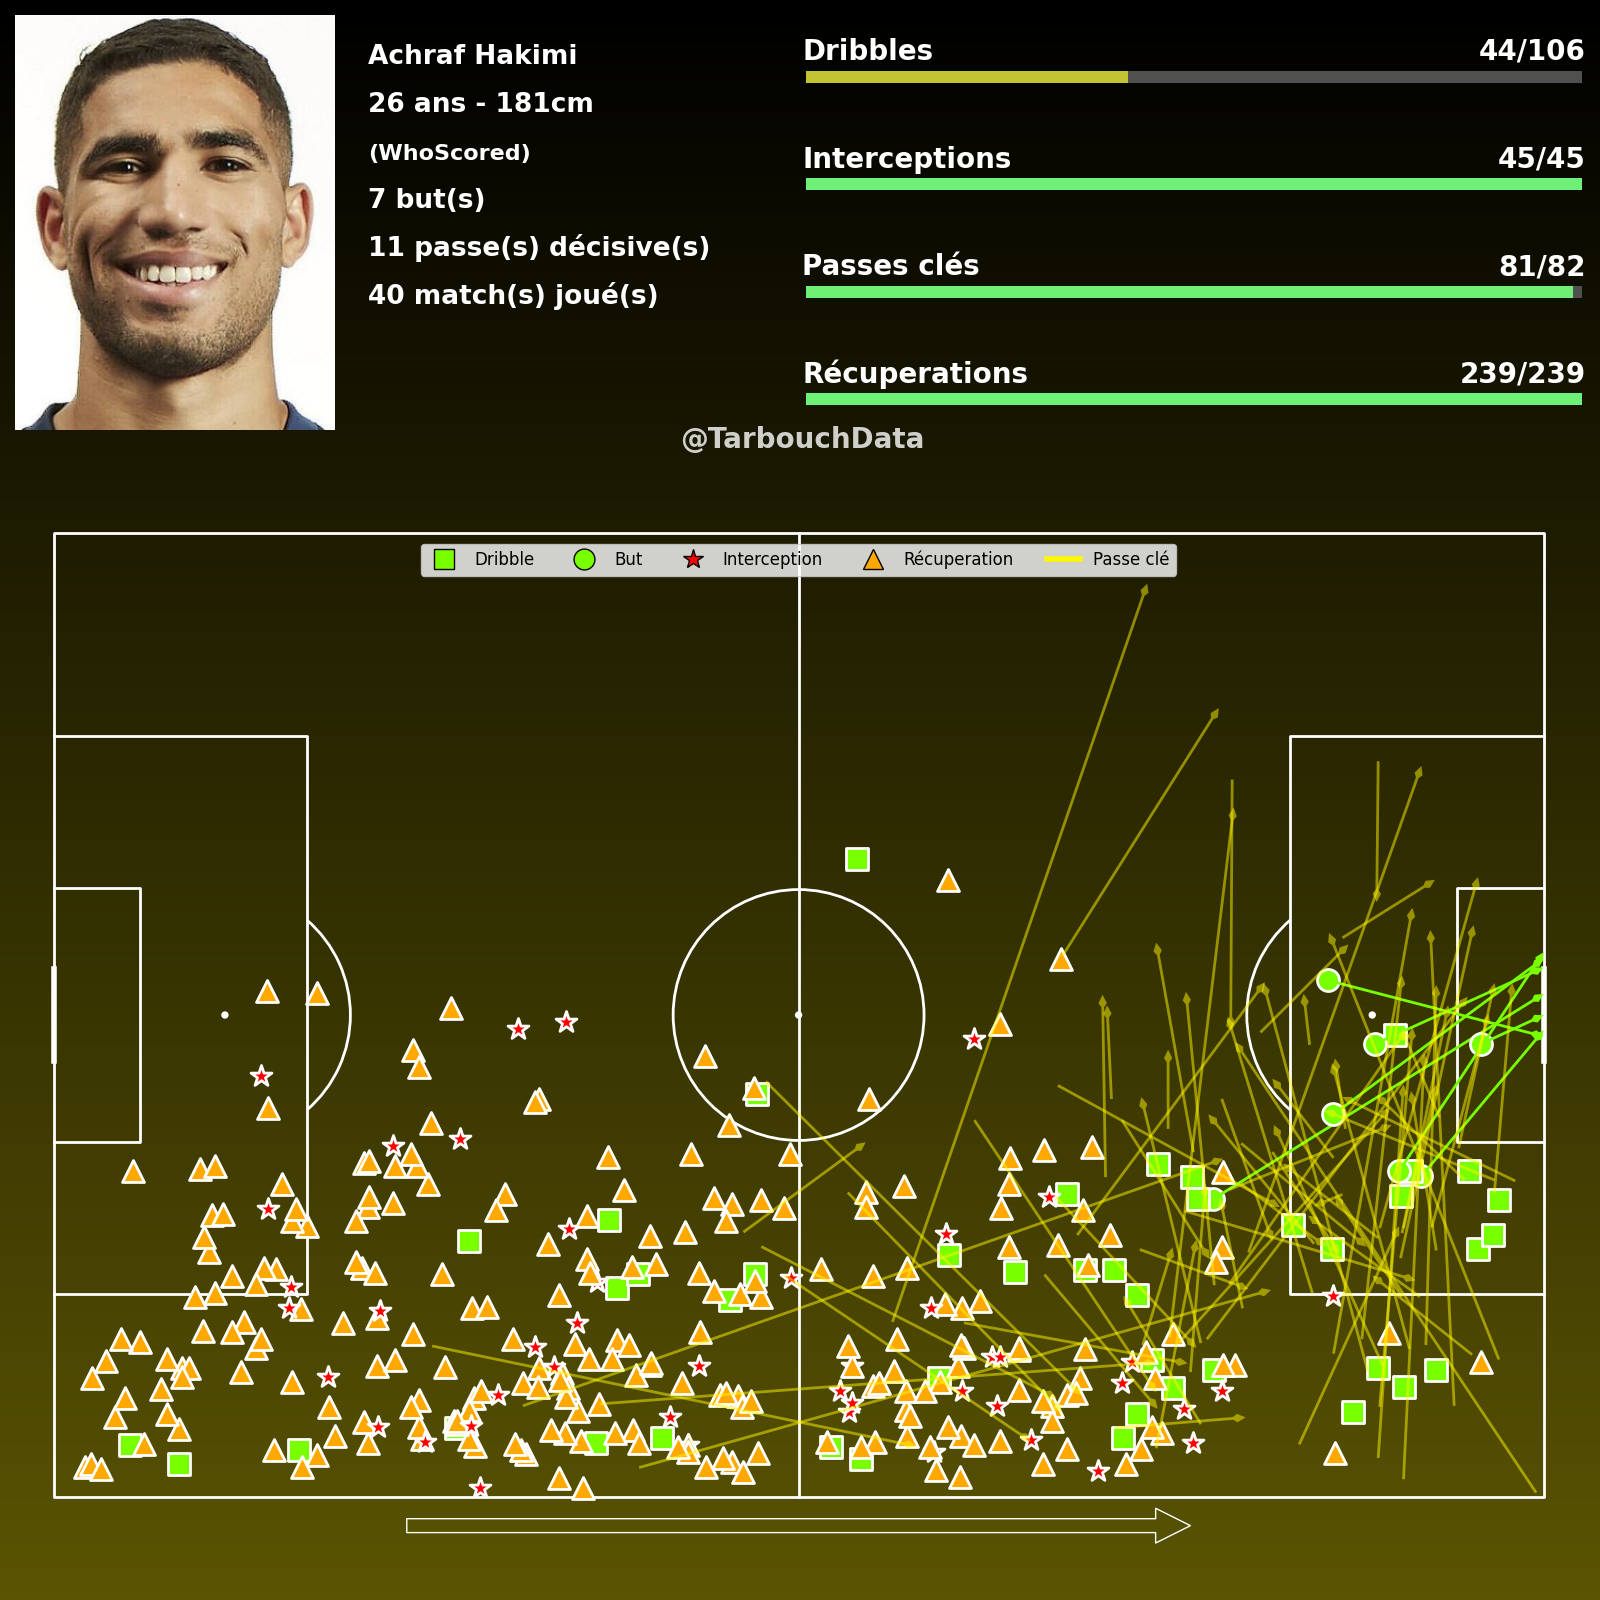 Achraf Hakimi
26 ans - 181cm
(WhoScored)
7 but(s)
11 passe(s) décisive(s)
40 match(s) joué(s)
Dribbles 44/106
Interceptions 45/45
Passes clés 81/82
Récuperations 239/239
@TarbouchData
Dribble But Interception Récuperation Passe clé